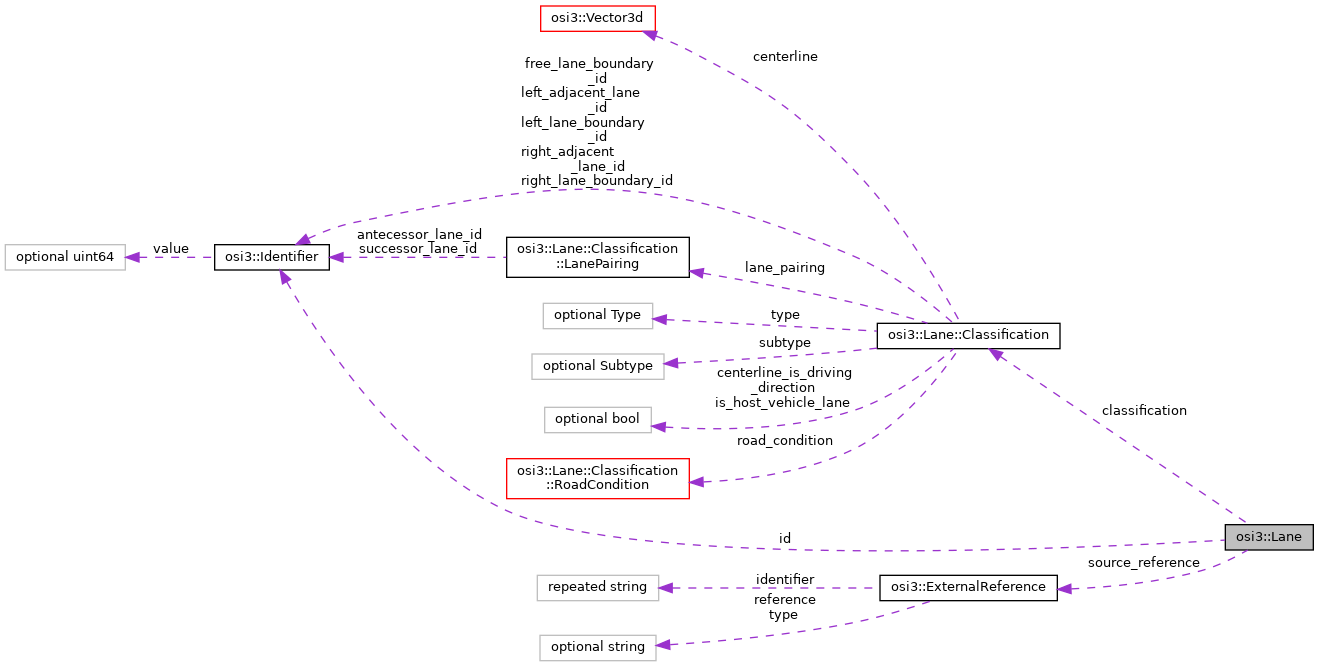 osi3::Vector3d
centerline
free_lane_boundary
_id
left_adjacent_lane
_id
left_lane_boundary
_id
right_adjacent
_lane_id
right_lane_boundary_id
antecessor_lane_id
successor_lane_id
value
optional uint64
osi3::Identifier
osi3::Lane::Classification
::LanePairing
lane_pairing
optional Type
type
osi3::Lane::Classification
subtype
optional Subtype
centerline_is_driving
_direction
is_host_vehicle_lane
optional bool
classification
road_condition
osi3::Lane::Classification
::RoadCondition
id
osi3::Lane
source_reference
repeated string
identifier
osi3::ExternalReference
reference
type
optional string